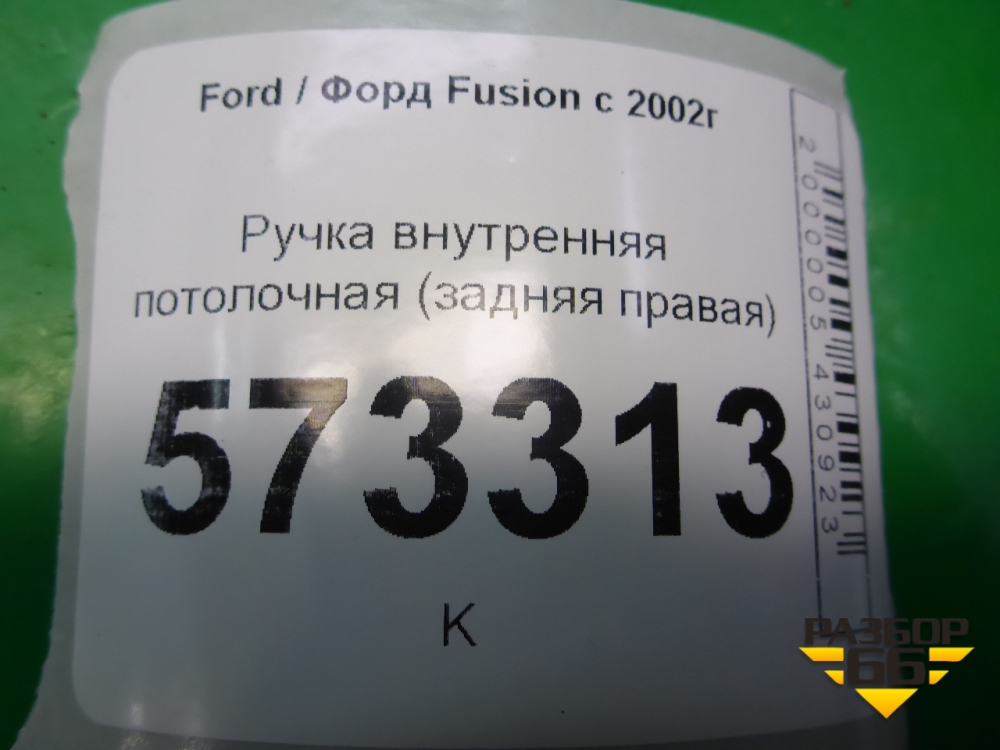 Ford / Форд Fusion с 2002г
Ручка внутренняя
потолочная (задняя правая)
573313
К
2000005430923
РАЗБОР
66